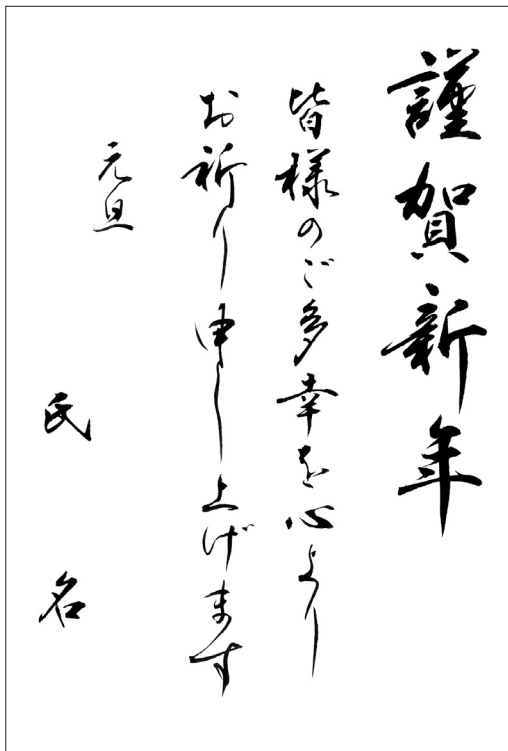 謹賀新年
皆様のご多幸を心より
お祈り申し上げます
元旦
氏名